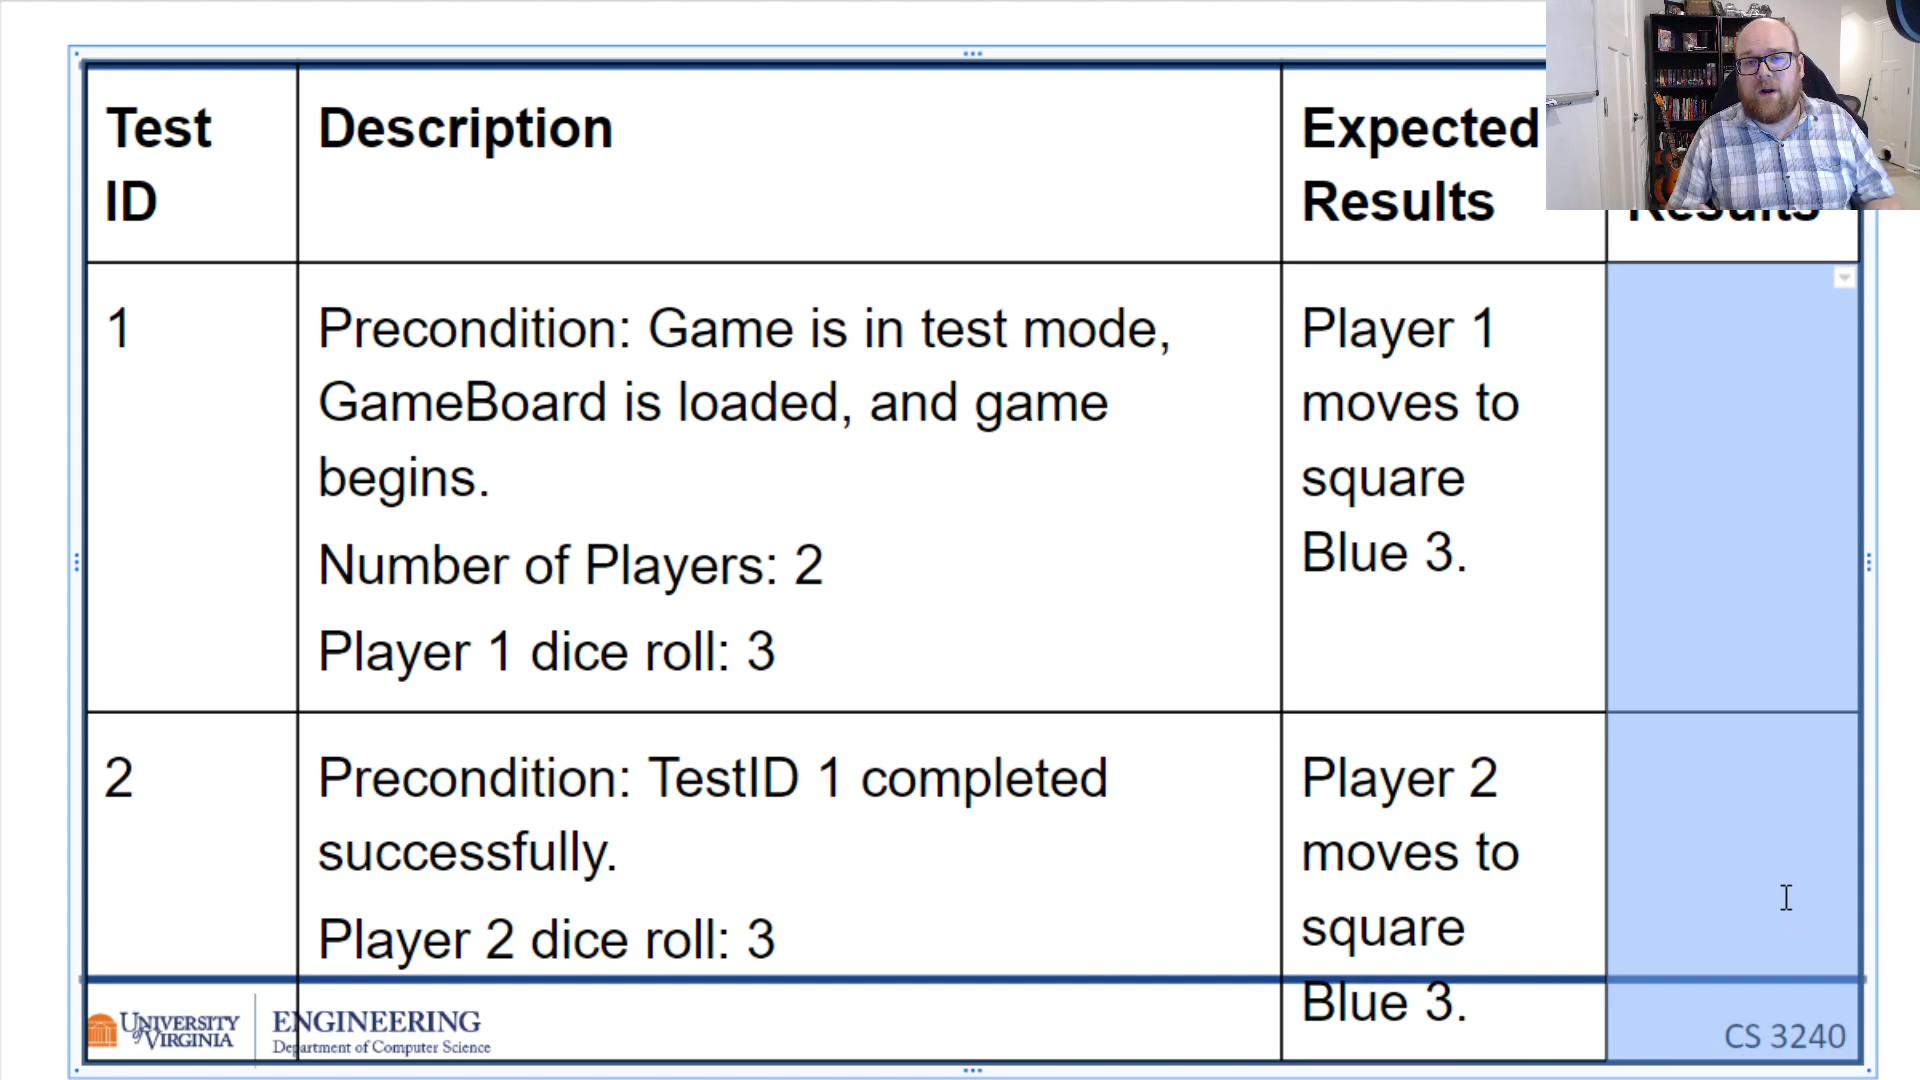 Test
ID
Description
Expected
Results
Results
1
Precondition: Game is in test mode,
GameBoard is loaded, and game
begins.
Number of Players: 2
Player 1 dice roll: 3
Player 1
moves to
square
Blue 3.
2
Precondition: TestID 1 completed
successfully.
Player 2 dice roll: 3
Player 2
moves to
square
Blue 3.
UNIVERSITY
of VIRGINIA
ENGINEERING
Department of Computer Science
CS 3240